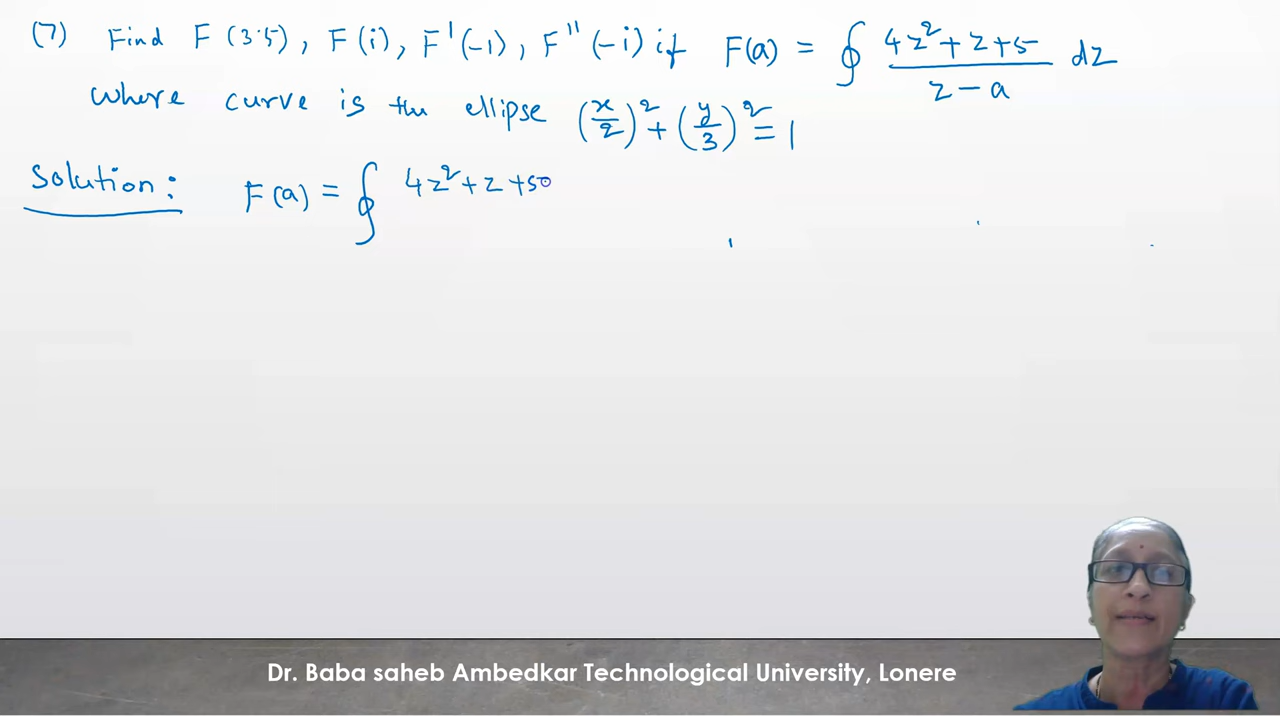 (7) Find F (3.5), F(i), F'(-1), F''(-i) if F(a) = ∮ (4z²+z+5)/(z-a) dz
Where curve is the ellipse (x/2)² + (y/3)² = 1
Solution: F(a) = ∮ 4z²+z+5
Dr. Baba saheb Ambedkar Technological University, Lonere